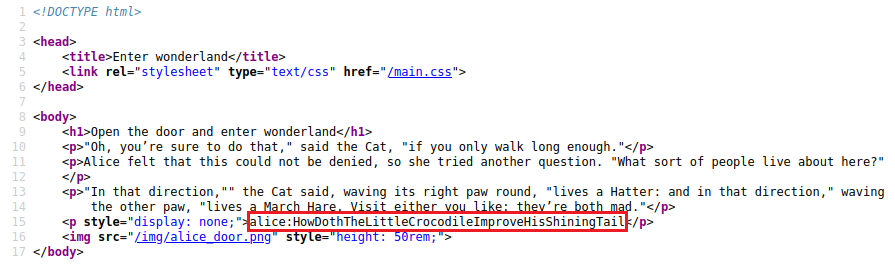 1 <!DOCTYPE html>
2
3 <head>
4     <title>Enter wonderland</title>
5     <link rel="stylesheet" type="text/css" href="/main.css">
6 </head>
7
8 <body>
9     <h1>Open the door and enter wonderland</h1>
10     <p>"Oh, you’re sure to do that," said the Cat, "if you only walk long enough."</p>
11     <p>Alice felt that this could not be denied, so she tried another question. "What sort of people live about here?"
12     </p>
13     <p>"In that direction,"" the Cat said, waving its right paw round, "lives a Hatter: and in that direction," waving
14         the other paw, "lives a March Hare. Visit either you like: they’re both mad."</p>
15     <p style="display: none;">alice:HowDothTheLittleCrocodileImproveHisShiningTail</p>
16     <img src="/img/alice_door.png" style="height: 50rem;">
17 </body>